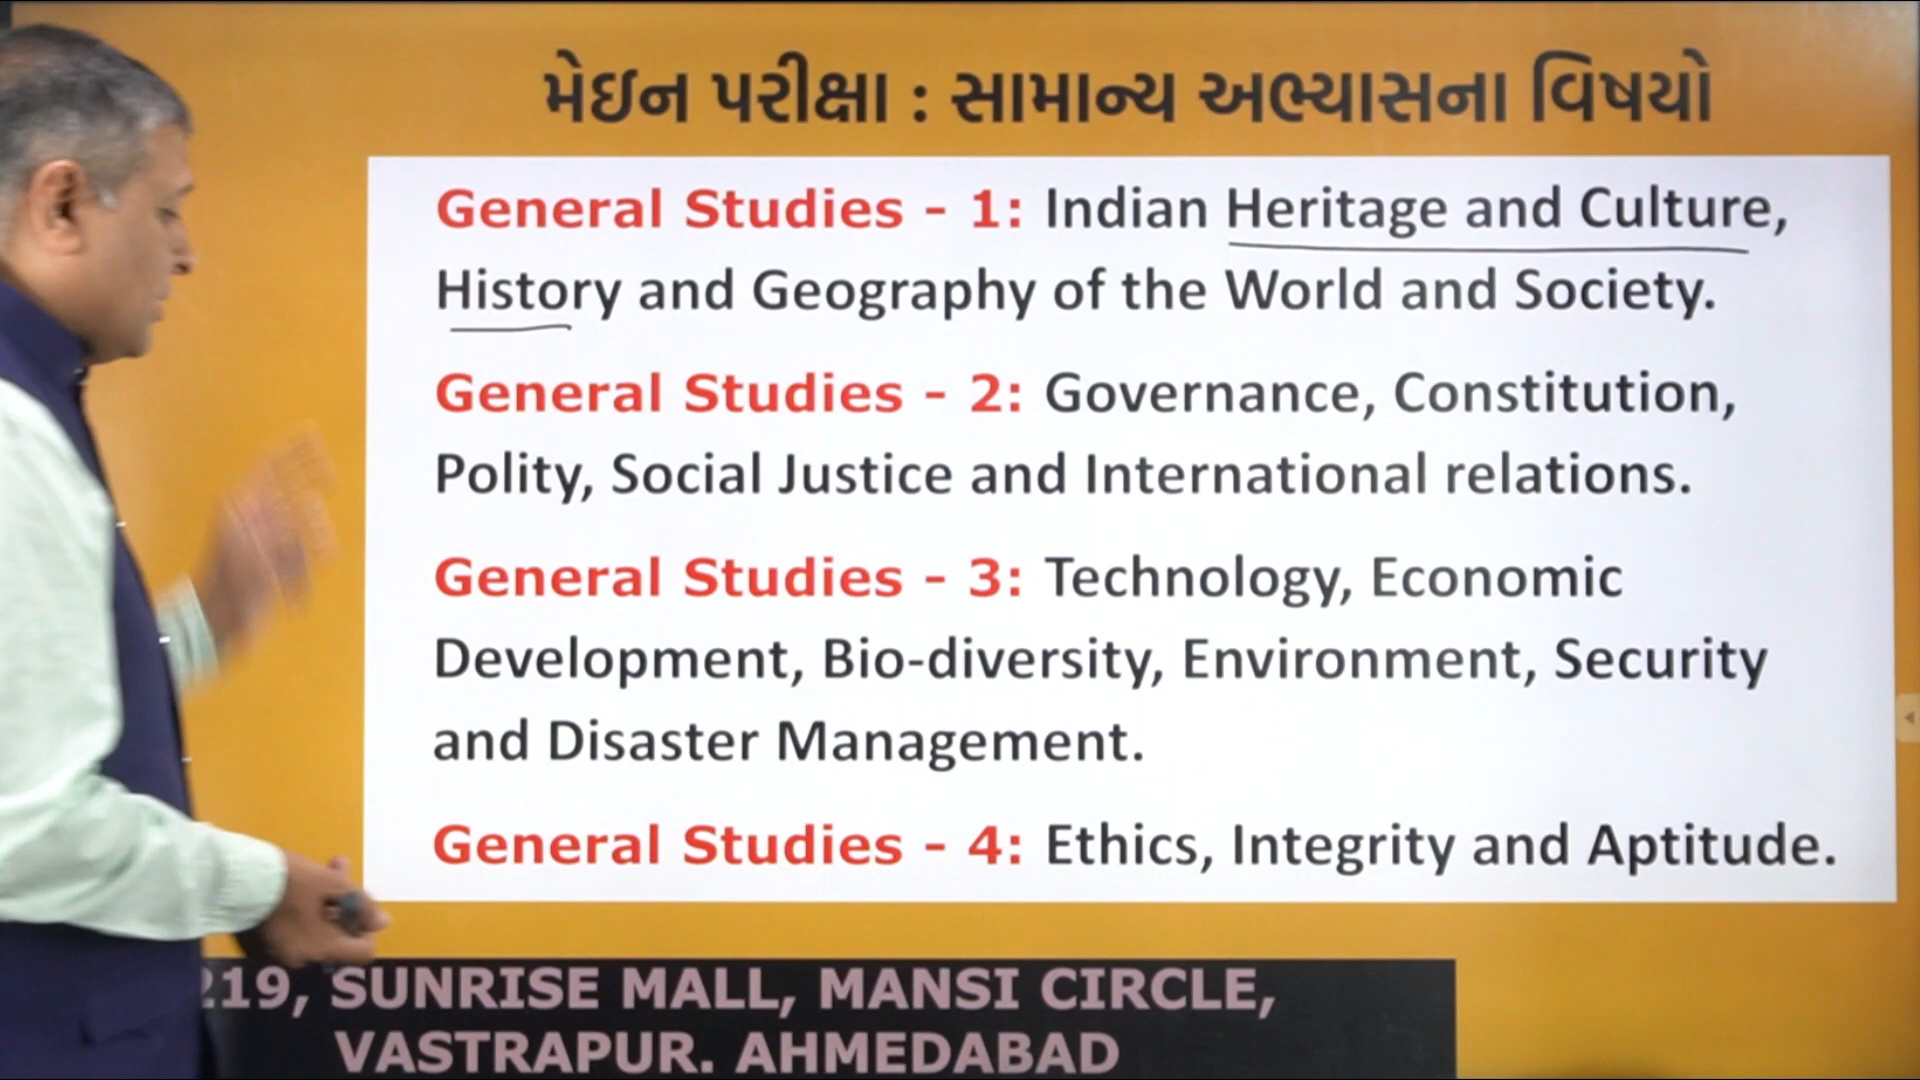 મેઇન પરીક્ષા : સામાન્ય અભ્યાસના વિષયો
General Studies - 1: Indian Heritage and Culture,
History and Geography of the World and Society.
General Studies - 2: Governance, Constitution,
Polity, Social Justice and International relations.
General Studies - 3: Technology, Economic
Development, Bio-diversity, Environment, Security
and Disaster Management.
General Studies - 4: Ethics, Integrity and Aptitude.
219, SUNRISE MALL, MANSI CIRCLE,
VASTRAPUR. AHMEDABAD